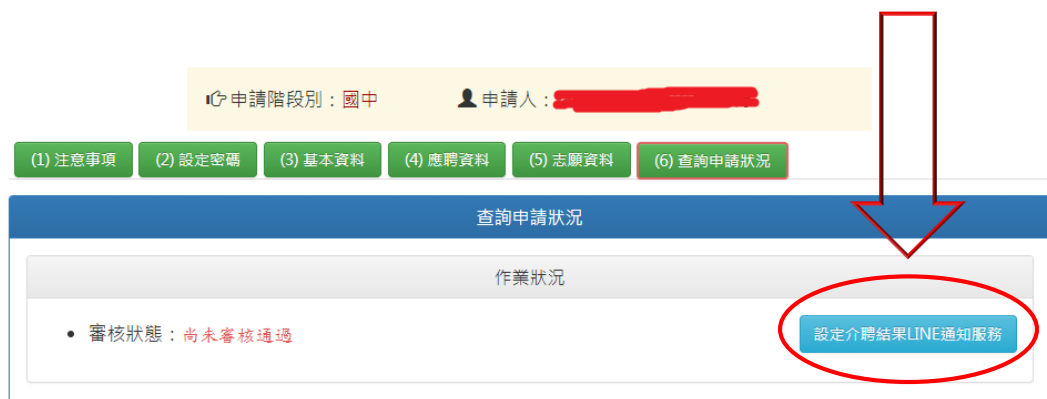 申請階段別：國中 申請人：
(1) 注意事項 (2) 設定密碼 (3) 基本資料 (4) 應聘資料 (5) 志願資料 (6) 查詢申請狀況
查詢申請狀況
作業狀況
• 審核狀態：尚未審核通過 設定介聘結果LINE通知服務